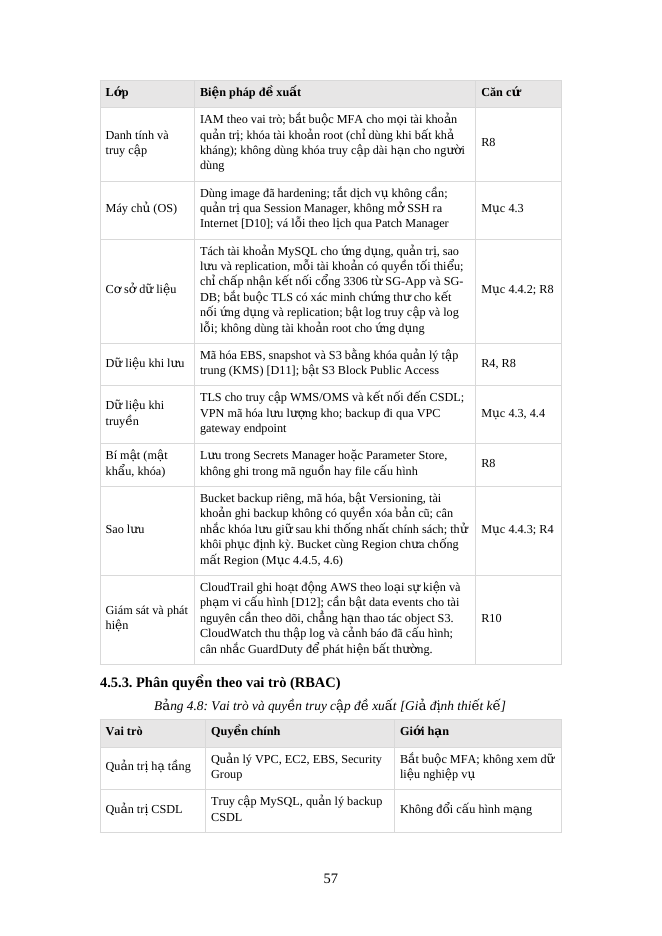 Lớp Biện pháp đề xuất Căn cứ
Danh tính và
truy cập
IAM theo vai trò; bắt buộc MFA cho mọi tài khoản
quản trị; khóa tài khoản root (chỉ dùng khi bất khả
kháng); không dùng khóa truy cập dài hạn cho người
dùng
R8
Máy chủ (OS)
Dùng image đã hardening; tắt dịch vụ không cần;
quản trị qua Session Manager, không mở SSH ra
Internet [D10]; vá lỗi theo lịch qua Patch Manager
Mục 4.3
Cơ sở dữ liệu
Tách tài khoản MySQL cho ứng dụng, quản trị, sao
lưu và replication, mỗi tài khoản có quyền tối thiểu;
chỉ chấp nhận kết nối cổng 3306 từ SG-App và SG-
DB; bắt buộc TLS có xác minh chứng thư cho kết
nối ứng dụng và replication; bật log truy cập và log
lỗi; không dùng tài khoản root cho ứng dụng
Mục 4.4.2; R8
Dữ liệu khi lưu
Mã hóa EBS, snapshot và S3 bằng khóa quản lý tập
trung (KMS) [D11]; bật S3 Block Public Access
R4, R8
Dữ liệu khi
truyền
TLS cho truy cập WMS/OMS và kết nối đến CSDL;
VPN mã hóa lưu lượng kho; backup đi qua VPC
gateway endpoint
Mục 4.3, 4.4
Bí mật (mật
khẩu, khóa)
Lưu trong Secrets Manager hoặc Parameter Store,
không ghi trong mã nguồn hay file cấu hình
R8
Sao lưu
Bucket backup riêng, mã hóa, bật Versioning, tài
khoản ghi backup không có quyền xóa bản cũ; cân
nhắc khóa lưu giữ sau khi thống nhất chính sách; thử
khôi phục định kỳ. Bucket cùng Region chưa chống
mất Region (Mục 4.4.5, 4.6)
Mục 4.4.3; R4
Giám sát và phát
hiện
CloudTrail ghi hoạt động AWS theo loại sự kiện và
phạm vi cấu hình [D12]; cần bật data events cho tài
nguyên cần theo dõi, chẳng hạn thao tác object S3.
CloudWatch thu thập log và cảnh báo đã cấu hình;
cân nhắc GuardDuty để phát hiện bất thường.
R10
4.5.3. Phân quyền theo vai trò (RBAC)
Bảng 4.8: Vai trò và quyền truy cập đề xuất [Giả định thiết kế]
Vai trò Quyền chính Giới hạn
Quản trị hạ tầng
Quản lý VPC, EC2, EBS, Security
Group
Bắt buộc MFA; không xem dữ
liệu nghiệp vụ
Quản trị CSDL
Truy cập MySQL, quản lý backup
CSDL
Không đổi cấu hình mạng
57